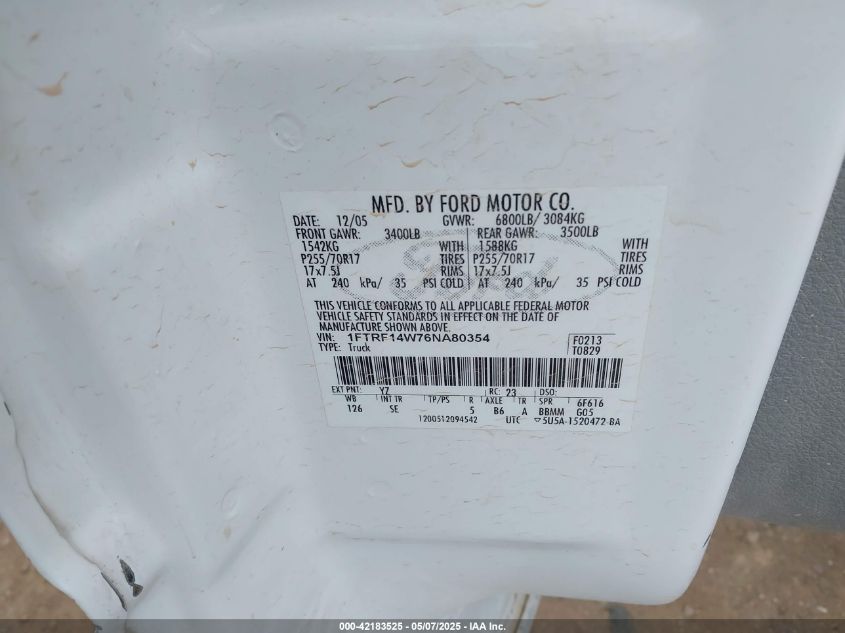 MFD. BY FORD MOTOR CO.
DATE: 12/05 GVWR: 6800LB/ 3084KG
FRONT GAWR: 3400LB REAR GAWR: 3500LB
1542KG WITH 1588KG WITH
P255/70R17 TIRES P255/70R17 TIRES
17x7.5J RIMS 17x7.5J RIMS
AT 240 kPa/ 35 PSI COLD AT 240 kPa/ 35 PSI COLD
THIS VEHICLE CONFORMS TO ALL APPLICABLE FEDERAL MOTOR
VEHICLE SAFETY STANDARDS IN EFFECT ON THE DATE OF
MANUFACTURE SHOWN ABOVE.
VIN: 1FTRF14W76NA80354 F0213
TYPE: Truck T0829
EXT PNT: YZ RC: 23 DSO:
WB INT TR TP/PS R AXLE TR SPR 6F616
126 SE 5 B6 A BBMM G05
1200512094542 UTC ▽5U5A-1520472-BA
000-42183525 - 05/07/2025 - IAA Inc.